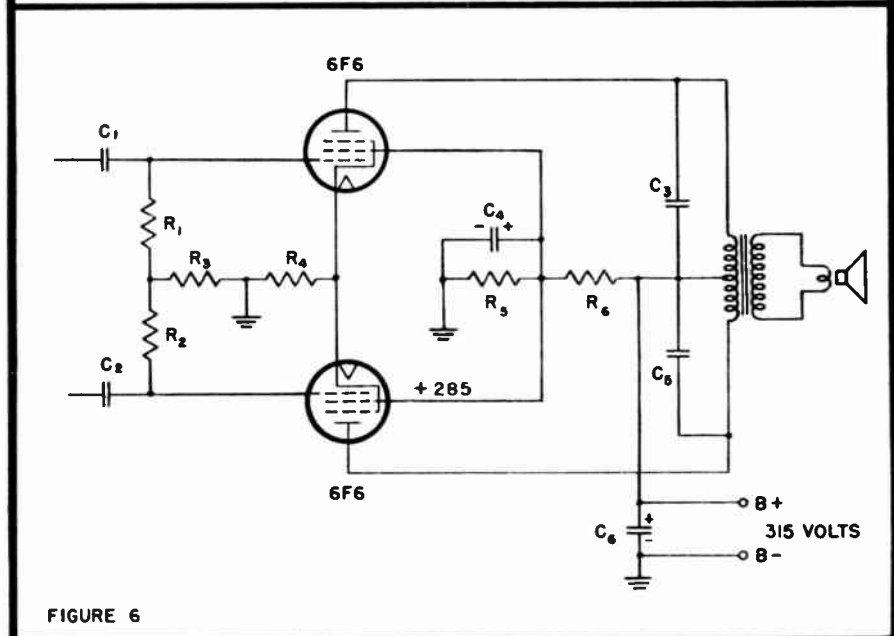 6F6
C1
R1
R3
R4
R2
C2
C4
- +
R5
R6
C3
C5
+ 285
6F6
B+
C6
+
-
315 VOLTS
B-
FIGURE 6